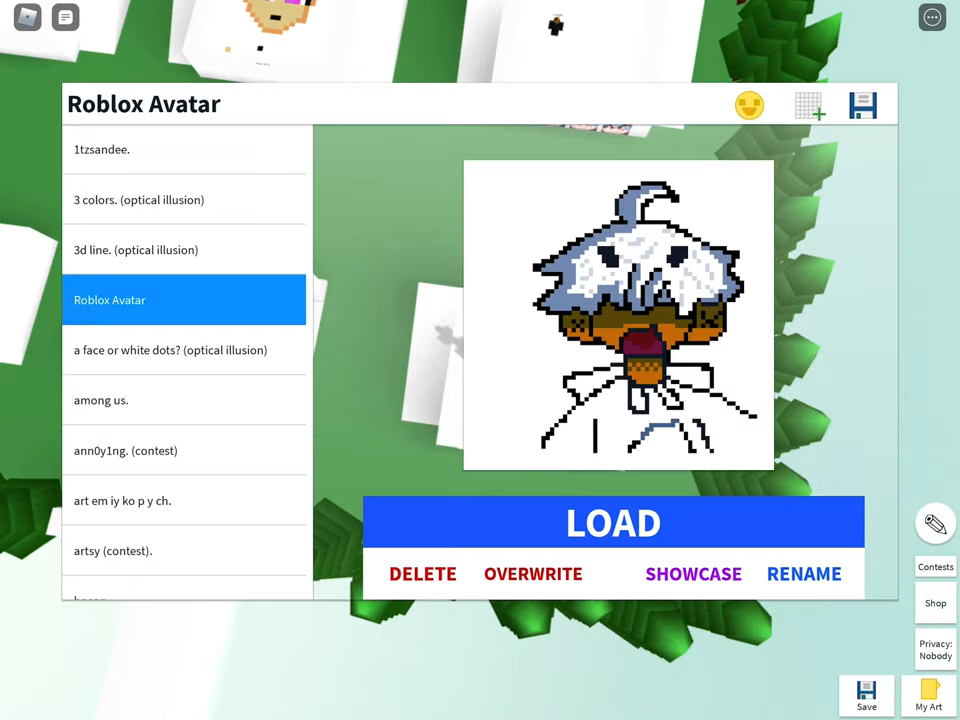 Roblox Avatar
1tzsandee.
3 colors. (optical illusion)
3d line. (optical illusion)
Roblox Avatar
a face or white dots? (optical illusion)
among us.
ann0y1ng. (contest)
art em iy ko p y ch.
artsy (contest).
LOAD
DELETE OVERWRITE SHOWCASE RENAME
Contests
Shop
Privacy:
Nobody
Save
My Art